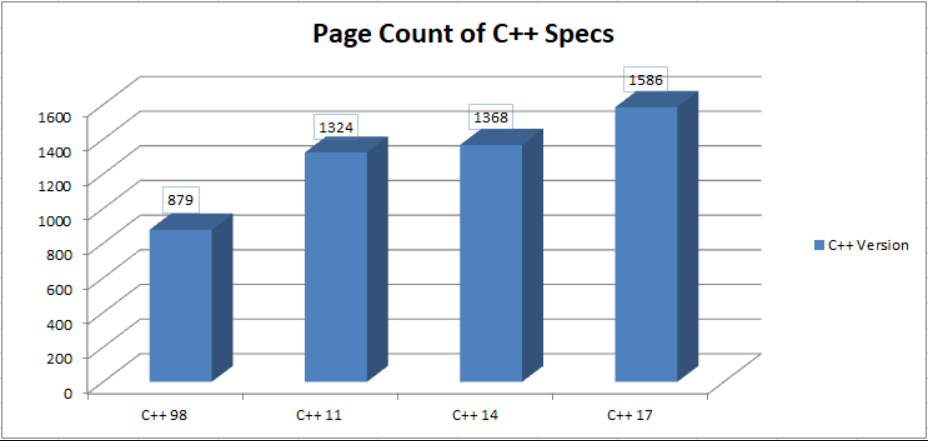 Page Count of C++ Specs
1586
1600
1324
1368
1400
1200
879
1000
C++ Version
800
600
400
200
0
C++ 98
C++ 11
C++ 14
C++ 17